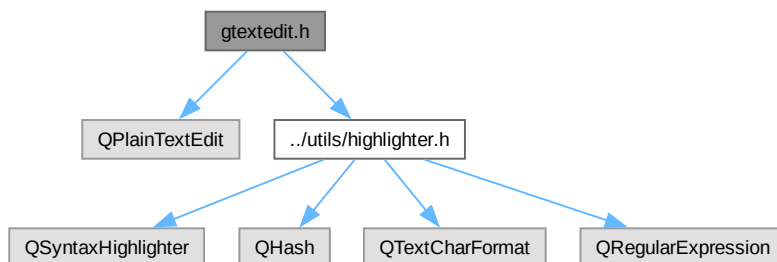 gtextedit.h
QPlainTextEdit
../utils/highlighter.h
QSyntaxHighlighter
QHash
QTextCharFormat
QRegularExpression